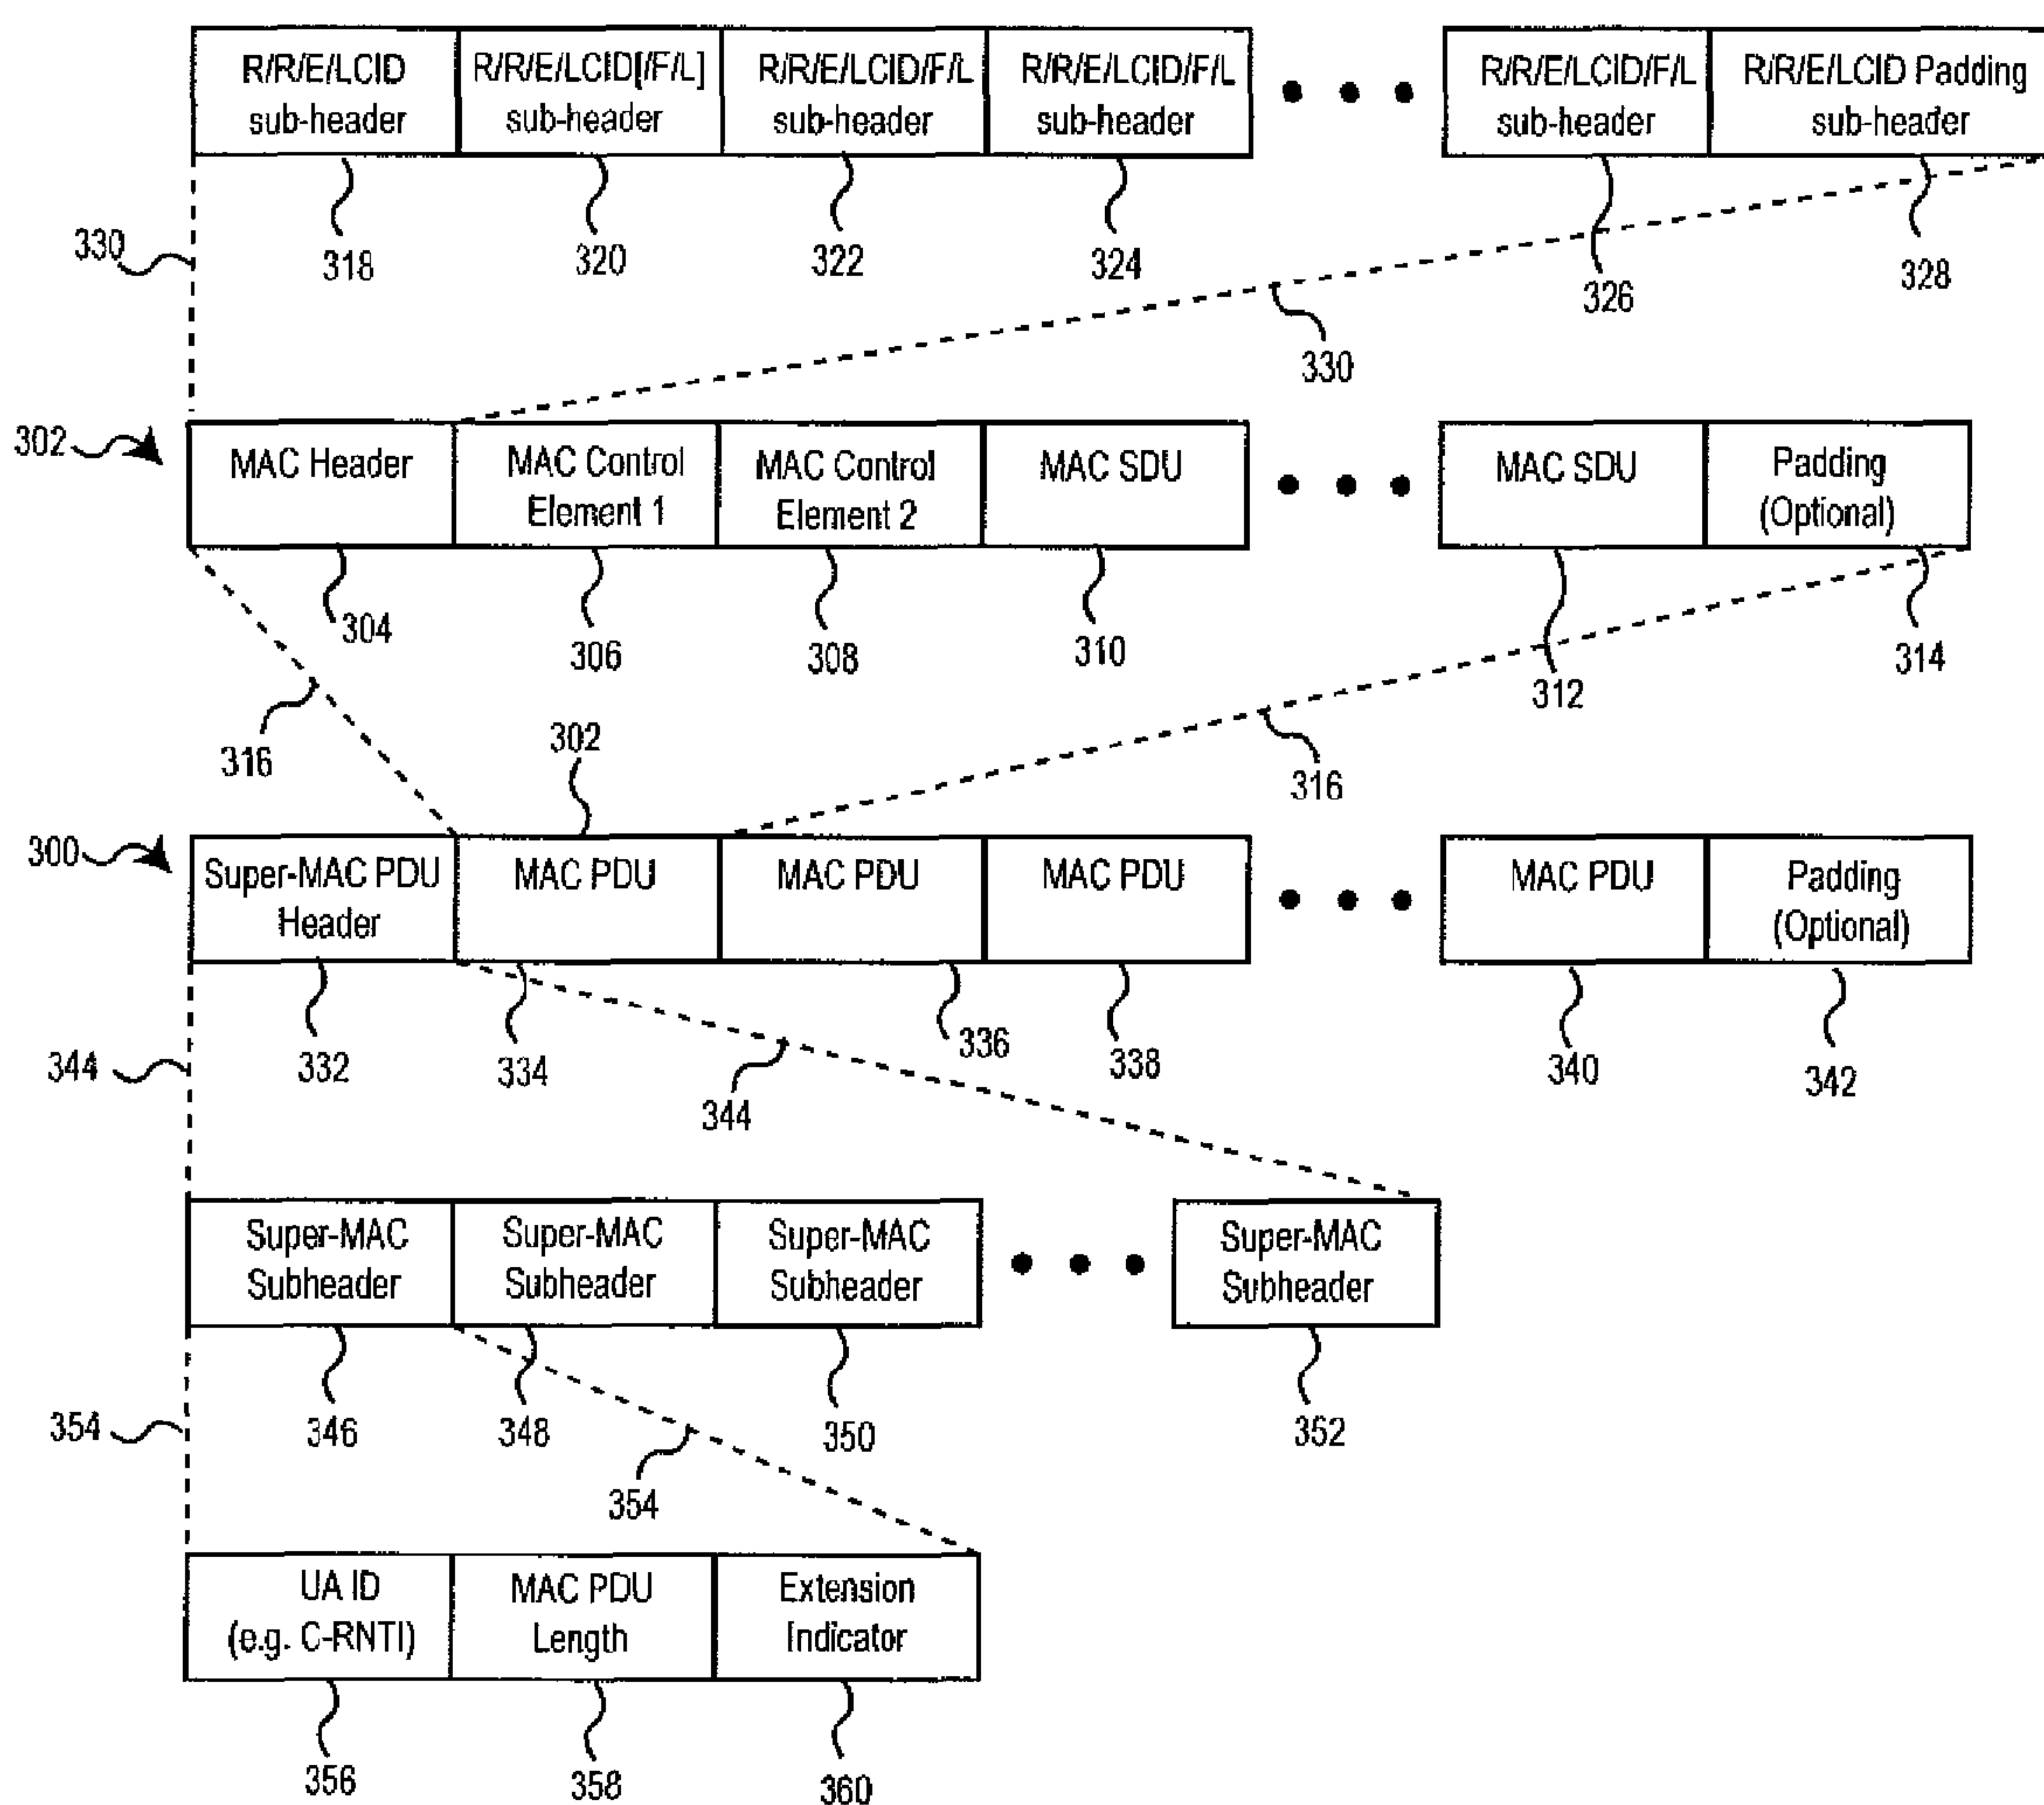 R/R/E/LCID R/R/E/LCID[/F/L] R/R/E/LCID/F/L R/R/E/LCID/F/L R/R/E/LCID/F/L R/R/E/LCID Padding
sub-header sub-header sub-header sub-header sub-header sub-header
330 318 320 322 324 326 328
330
302 MAC Header MAC Control MAC Control MAC SDU MAC SDU Padding
Element 1 Element 2 (Optional)
304 306 308 310 312 314
316 302 316
300 Super-MAC PDU MAC PDU MAC PDU MAC PDU MAC PDU Padding
Header (Optional)
344 332 334 336 338 340 342
344
Super-MAC Super-MAC Super-MAC Super-MAC
Subheader Subheader Subheader Subheader
354 346 348 350 352
354
UA ID MAC PDU Extension
(e.g. C-RNTI) Length Indicator
356 358 360